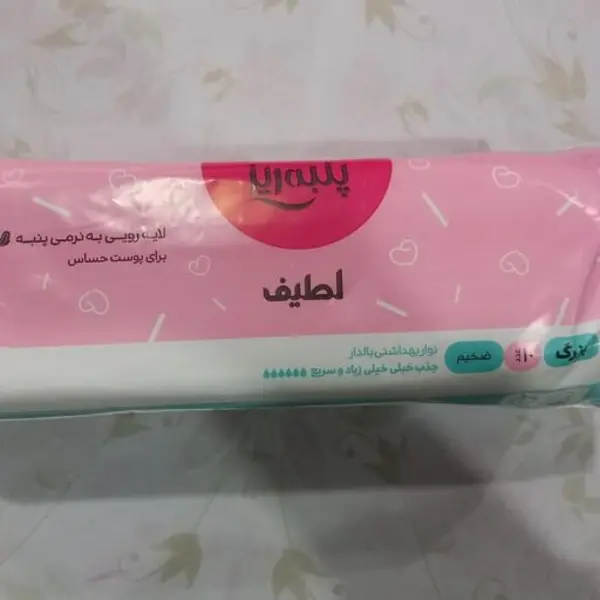 پنبه‌ریز
لطیف
لایه رویی به نرمی پنبه
برای پوست حساس
بزرگ
۱۰ عدد
ضخیم
نوار بهداشتی بالدار
جذب خیلی خیلی زیاد و سریع